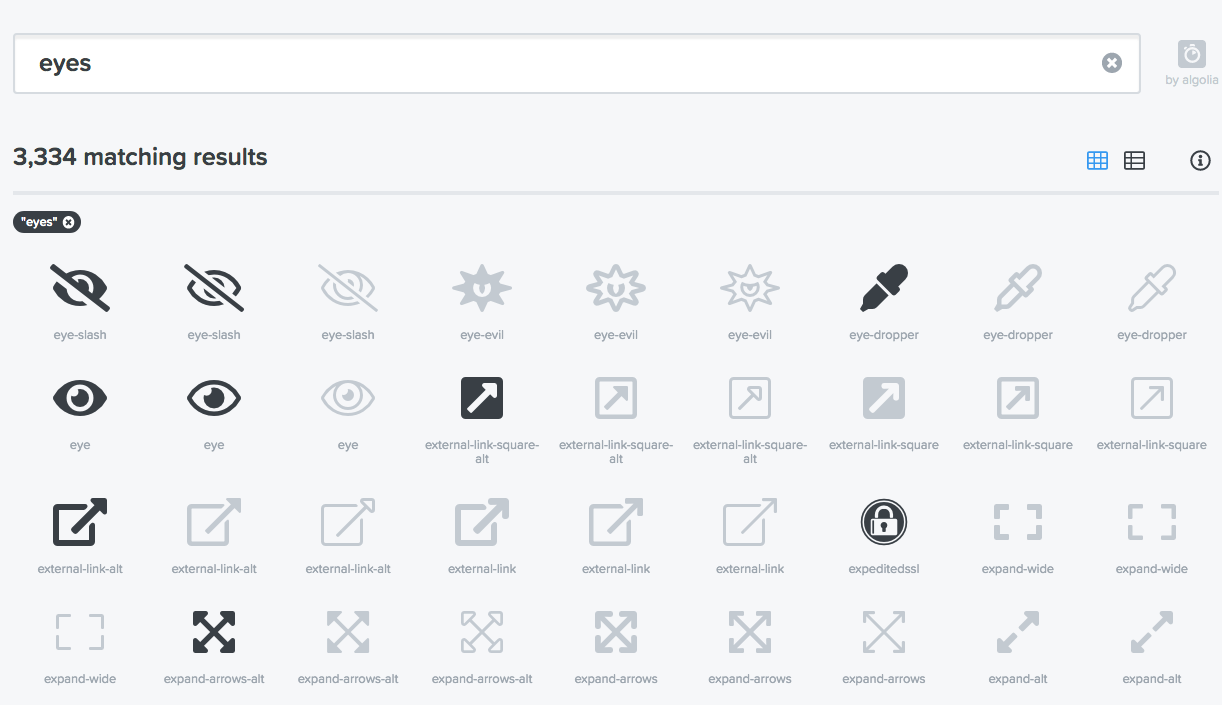 eyes
by algolia
3,334 matching results
"eyes"
eye-slash eye-slash eye-slash eye-evil eye-evil eye-evil eye-dropper eye-dropper eye-dropper
eye eye eye external-link-square-alt external-link-square-alt external-link-square-alt external-link-square external-link-square external-link-square
external-link-alt external-link-alt external-link-alt external-link external-link external-link expeditedssl expand-wide expand-wide
expand-wide expand-arrows-alt expand-arrows-alt expand-arrows-alt expand-arrows expand-arrows expand-arrows expand-alt expand-alt